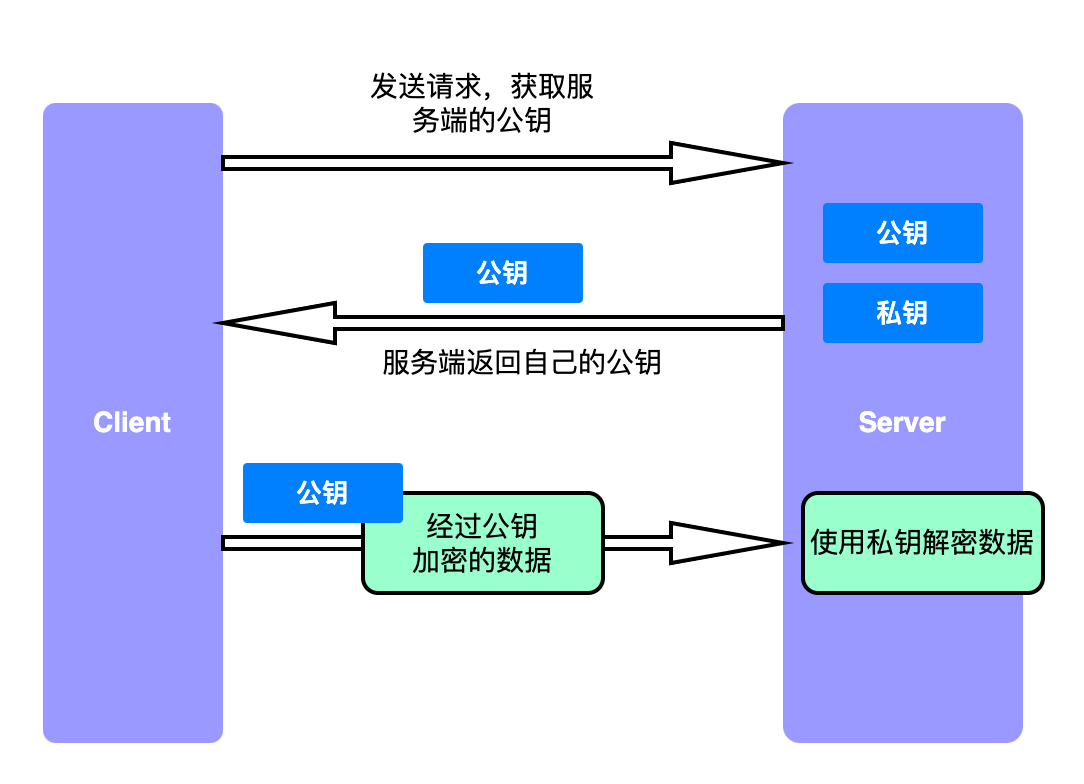 发送请求，获取服
务端的公钥
公钥
公钥
私钥
服务端返回自己的公钥
Client
Server
公钥
经过公钥
加密的数据
使用私钥解密数据